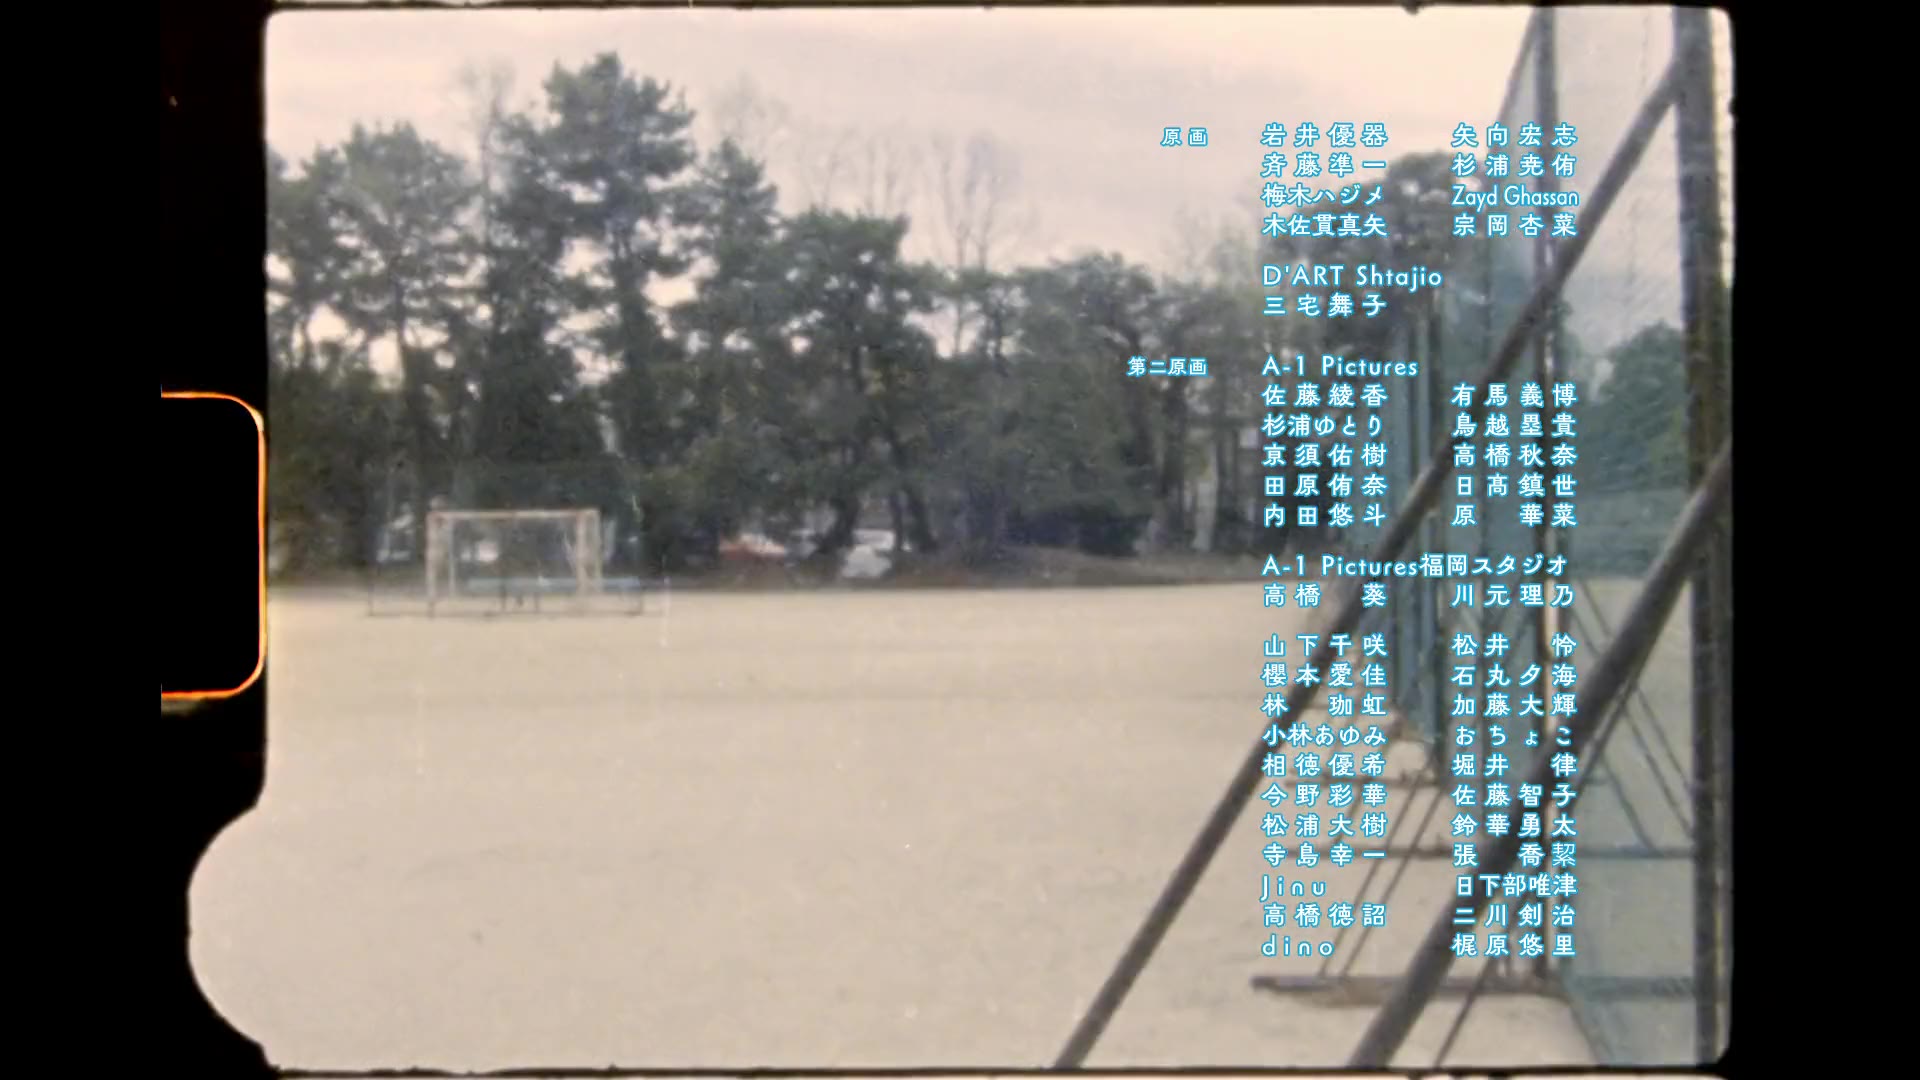 原画 岩井優器 矢向宏志
斉藤準一 杉浦尭侑
梅木ハジメ Zayd Ghassan
木佐貫真矢 宗岡杏菜
D'ART Shtajio
三宅舞子
第二原画 A-1 Pictures
佐藤綾香 有馬義博
杉浦ゆとり 鳥越塁貴
京須佑樹 高橋秋奈
田原侑奈 日髙鎮世
内田悠斗 原華菜
A-1 Pictures福岡スタジオ
高橋葵 川元理乃
山下千咲 松井怜
櫻本愛佳 石丸夕海
林珈虹 加藤大輝
小林あゆみ おちょこ
相徳優希 堀井律
今野彩華 佐藤智子
松浦大樹 鈴華勇太
寺島幸一 張喬絜
Jinu 日下部唯津
高橋徳詔 二川剣治
dino 梶原悠里